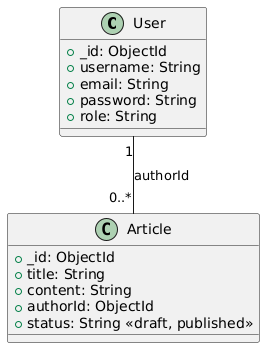 C User
_id: ObjectId
username: String
email: String
password: String
role: String
1
authorId
0..*
C Article
_id: ObjectId
title: String
content: String
authorId: ObjectId
status: String «draft, published»